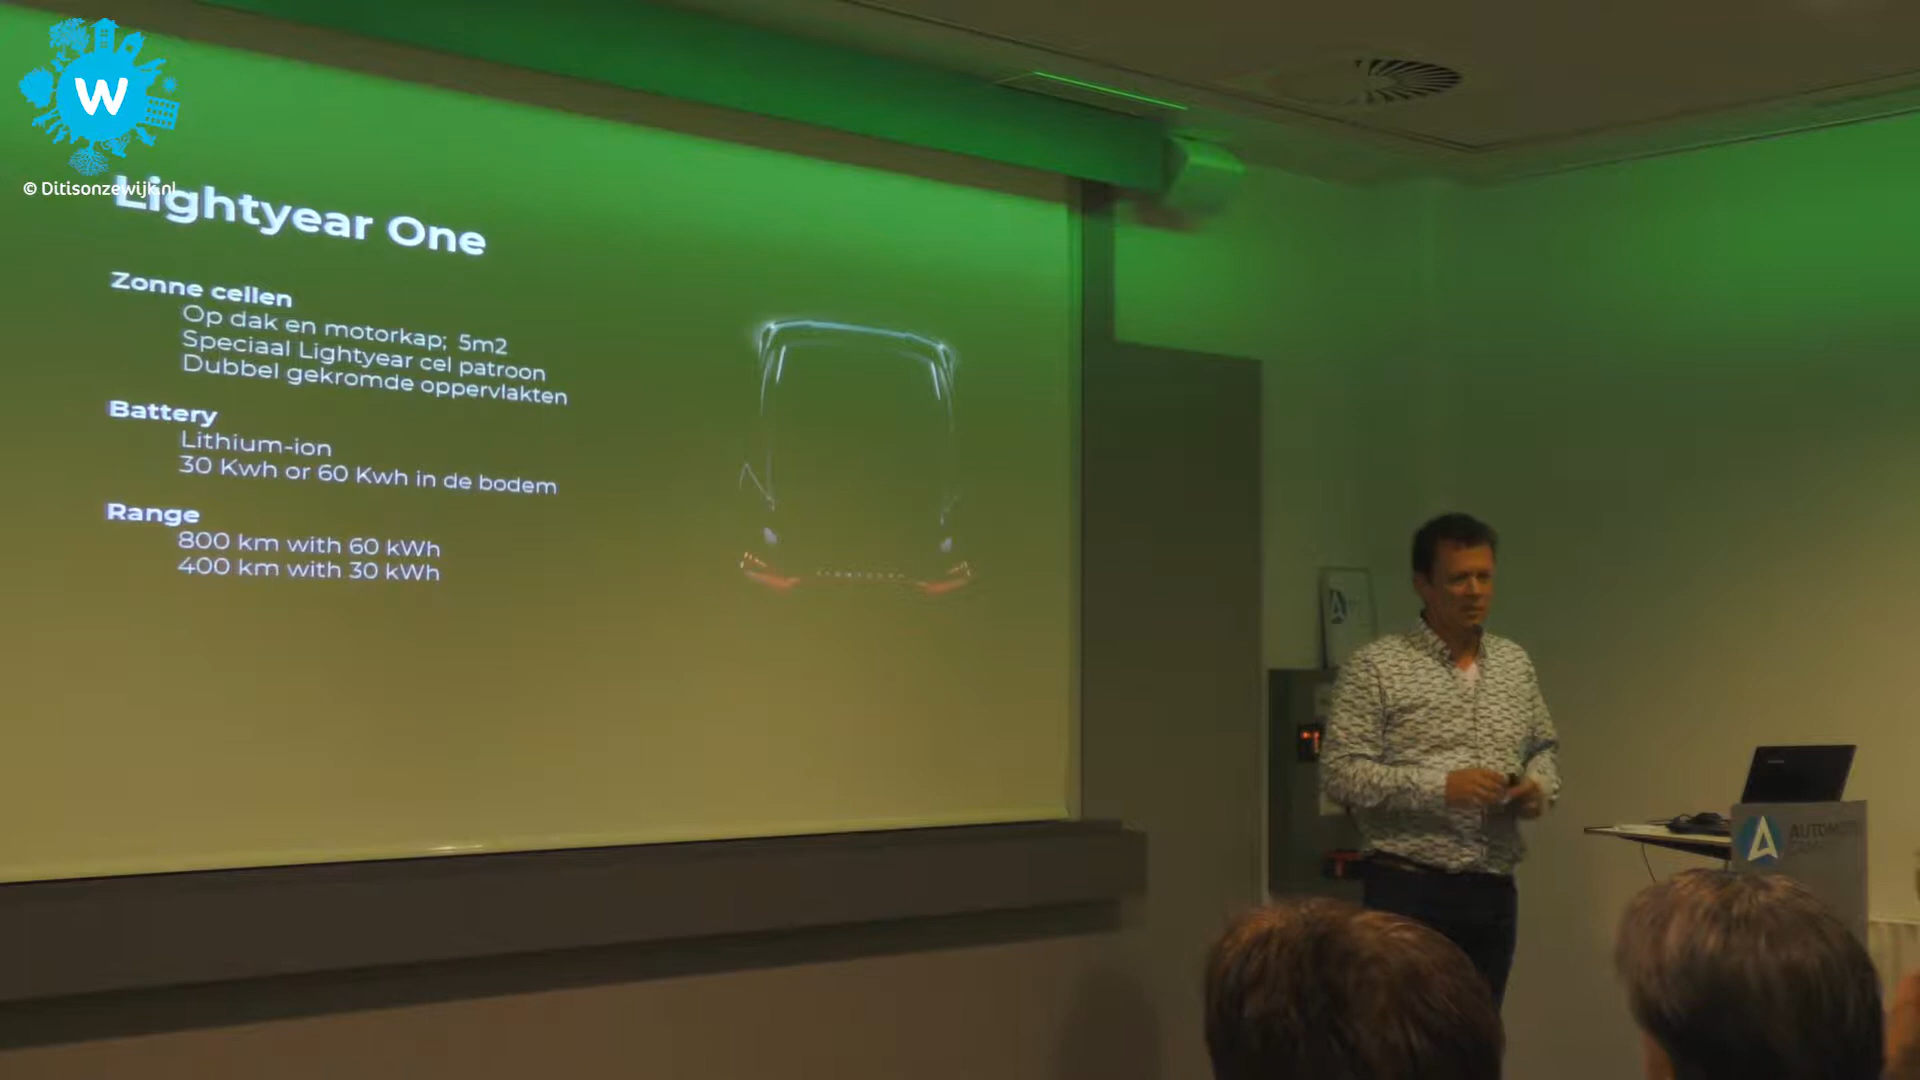 W
© Ditisonzewijk.nl
Lightyear One
Zonne cellen
Op dak en motorkap; 5m2
Speciaal Lightyear cel patroon
Dubbel gekromde oppervlakten
Battery
Lithium-ion
30 Kwh or 60 Kwh in de bodem
Range
800 km with 60 kWh
400 km with 30 kWh